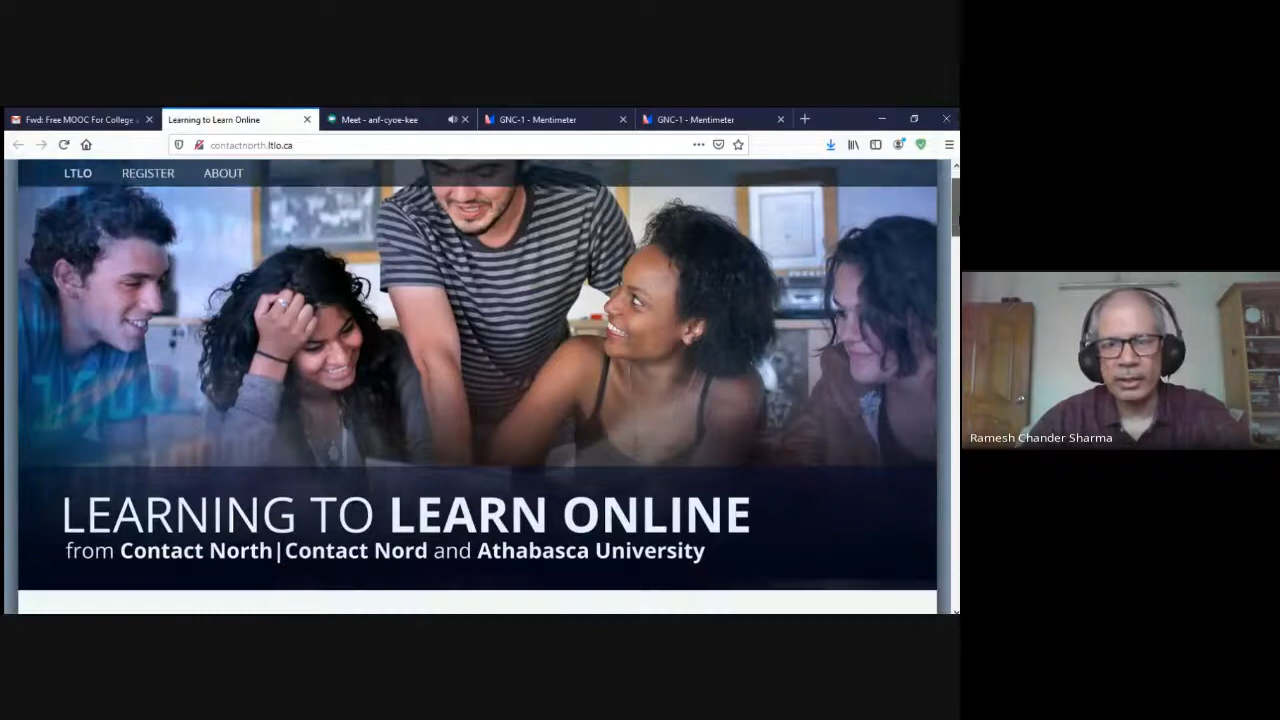 Fwd: Free MOOC For College
Learning to Learn Online
Meet - anf-cyoe-kee
GNC-1 - Mentimeter
GNC-1 - Mentimeter
contactnorth.ltlo.ca
LTLO
REGISTER
ABOUT
LEARNING TO LEARN ONLINE
from Contact North|Contact Nord and Athabasca University
Ramesh Chander Sharma